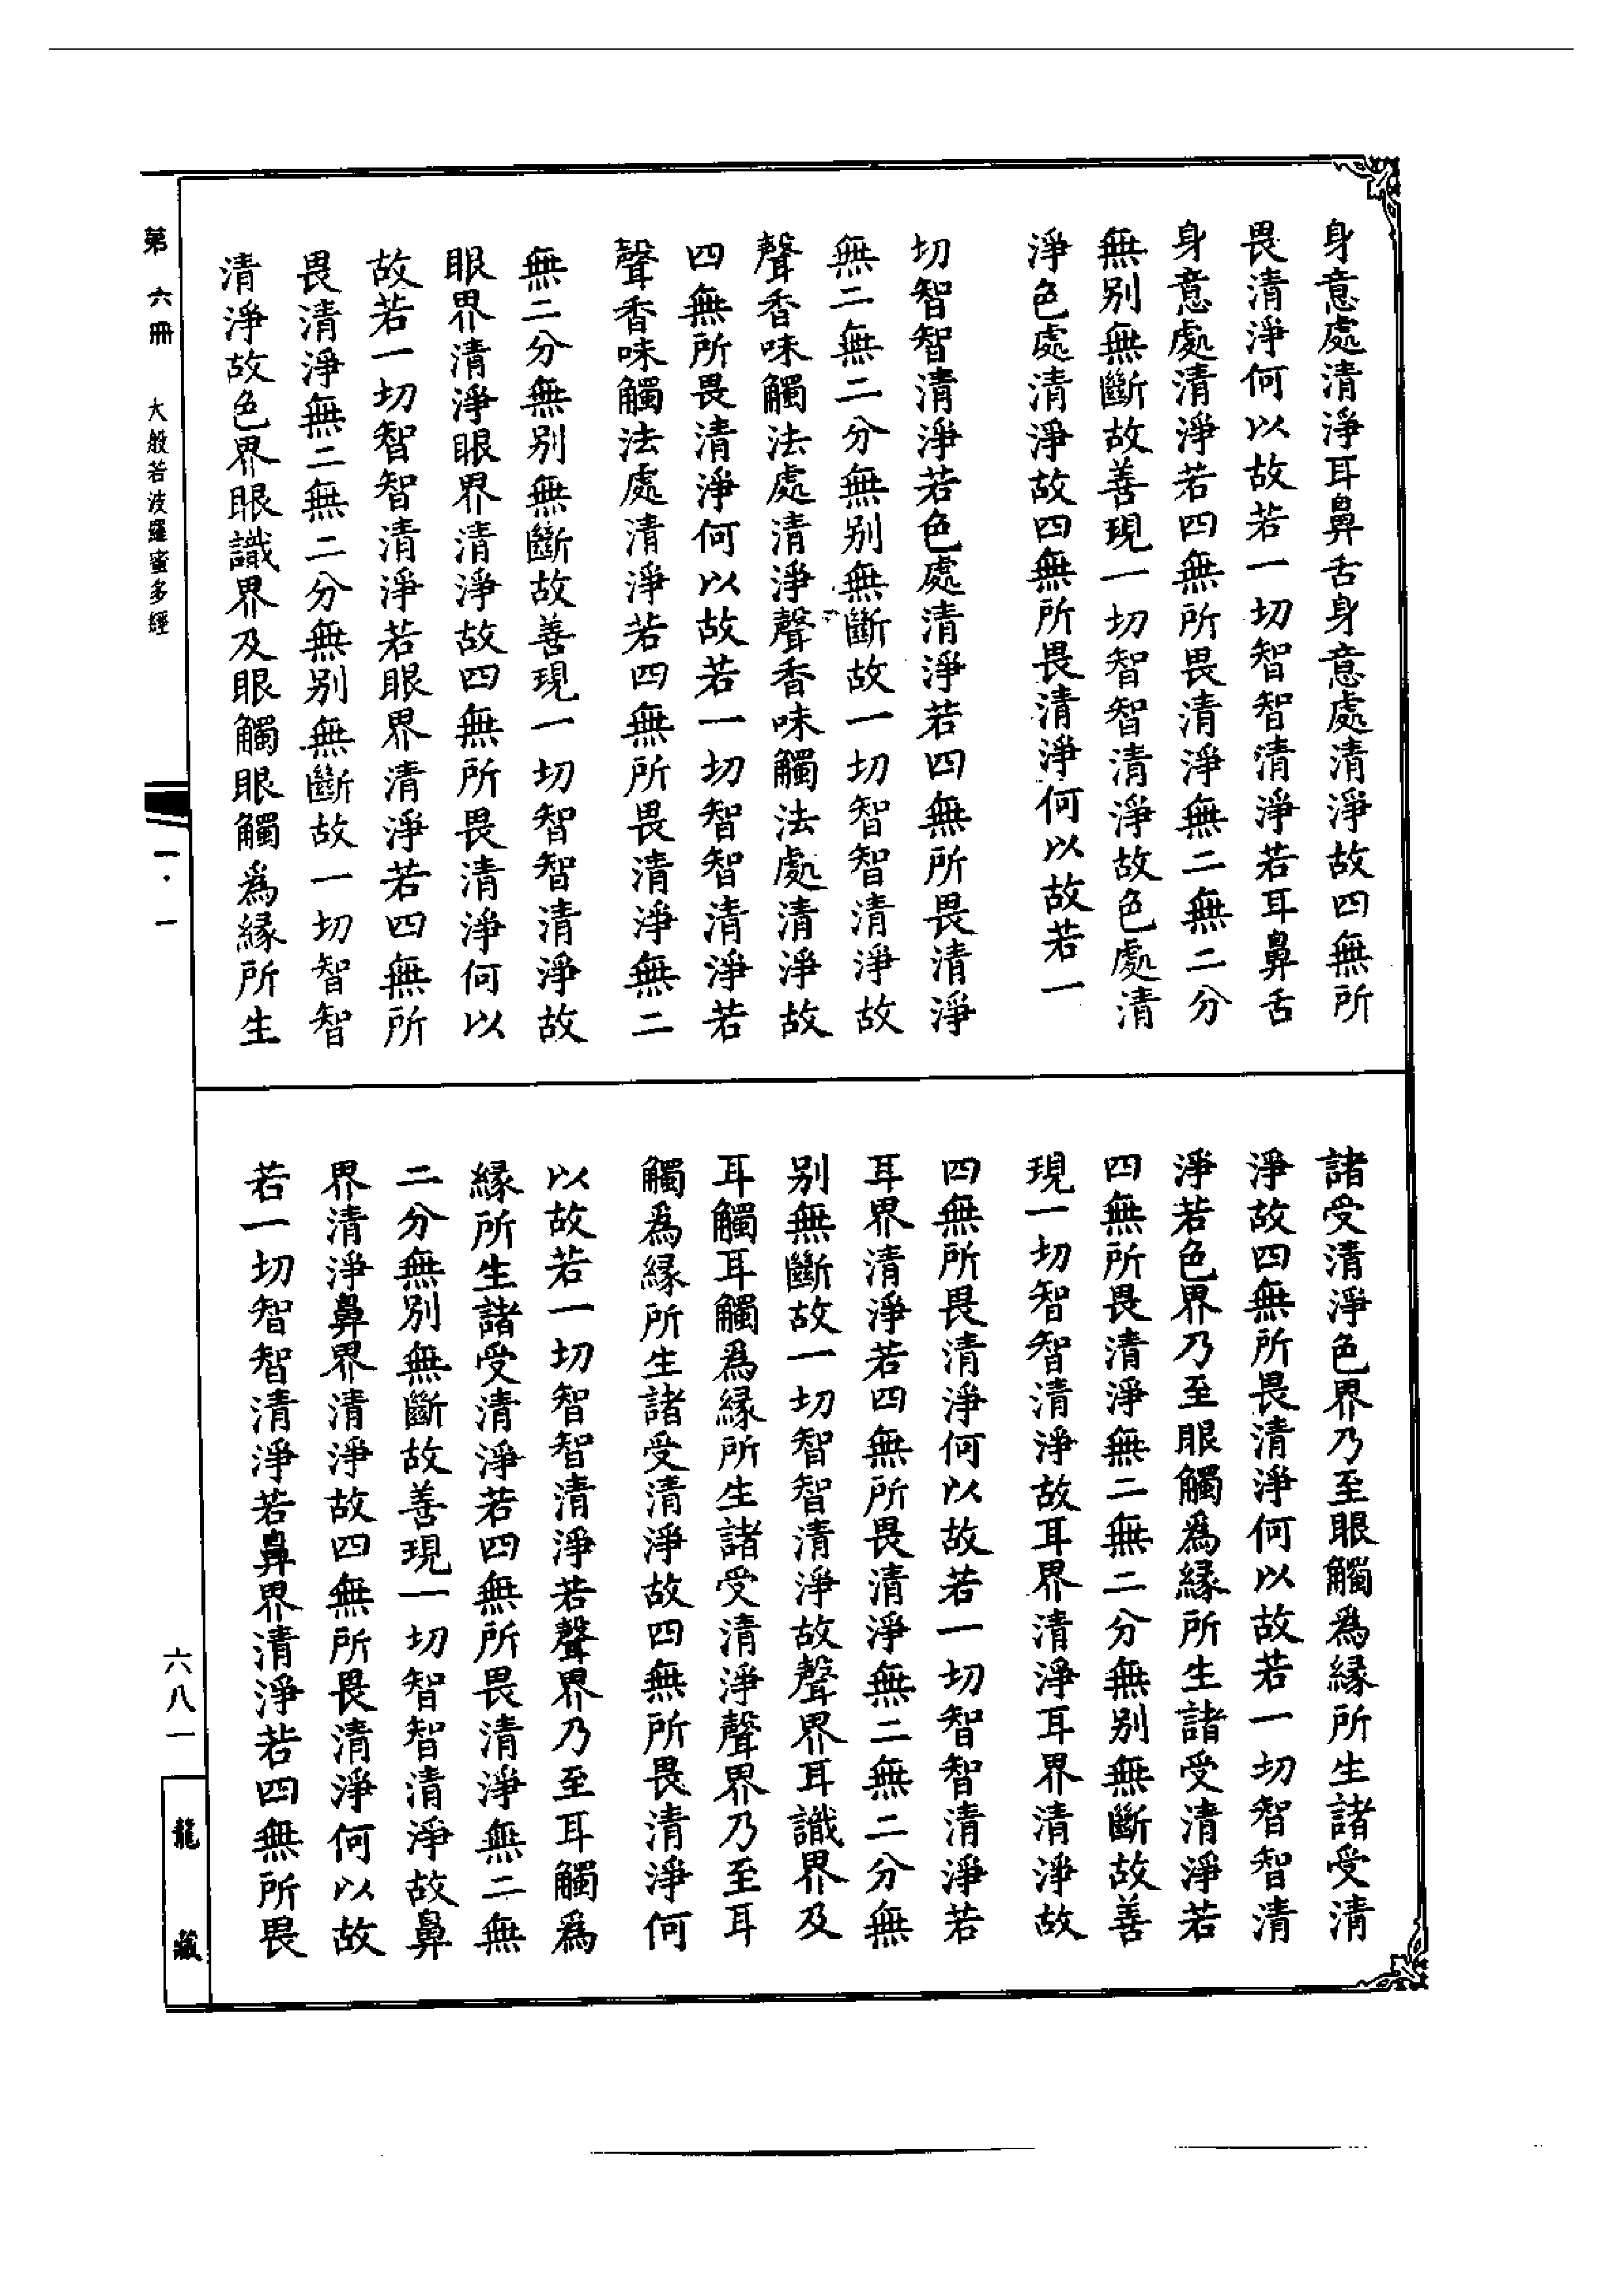 身意處清淨耳鼻舌身意處清淨故四無所
畏清淨何以故若一切智智清淨若耳鼻舌
身意處清淨若四無所畏清淨無二無二分
無别無斷故善現一切智智清淨故色處清
淨色處清淨故四無所畏清淨何以故若一
切智智清淨若色處清淨若四無所畏清淨
無二無二分無别無斷故一切智智清淨故
聲香味觸法處清淨聲香味觸法處清淨故
四無所畏清淨何以故若一切智智清淨若
聲香味觸法處清淨若四無所畏清淨無二
無二分無别無斷故善現一切智智清淨故
眼界清淨眼界清淨故四無所畏清淨何以
故若一切智智清淨若眼界清淨若四無所
畏清淨無二無二分無别無斷故一切智智
清淨故色界眼識界及眼觸眼觸爲緣所生
諸受清淨色界乃至眼觸爲緣所生諸受清
淨故四無所畏清淨何以故若一切智智清
淨若色界乃至眼觸爲緣所生諸受清淨若
四無所畏清淨無二無二分無别無斷故善
現一切智智清淨故耳界清淨耳界清淨故
四無所畏清淨何以故若一切智智清淨若
耳界清淨若四無所畏清淨無二無二分無
别無斷故一切智智清淨故聲界耳識界及
耳觸耳觸爲緣所生諸受清淨聲界乃至耳
觸爲緣所生諸受清淨故四無所畏清淨何
以故若一切智智清淨若聲界乃至耳觸爲
緣所生諸受清淨若四無所畏清淨無二無
二分無别無斷故善現一切智智清淨故鼻
界清淨鼻界清淨故四無所畏清淨何以故
若一切智智清淨若鼻界清淨若四無所畏
第六冊 大般若波羅蜜多經
一·一
六八一
龍藏